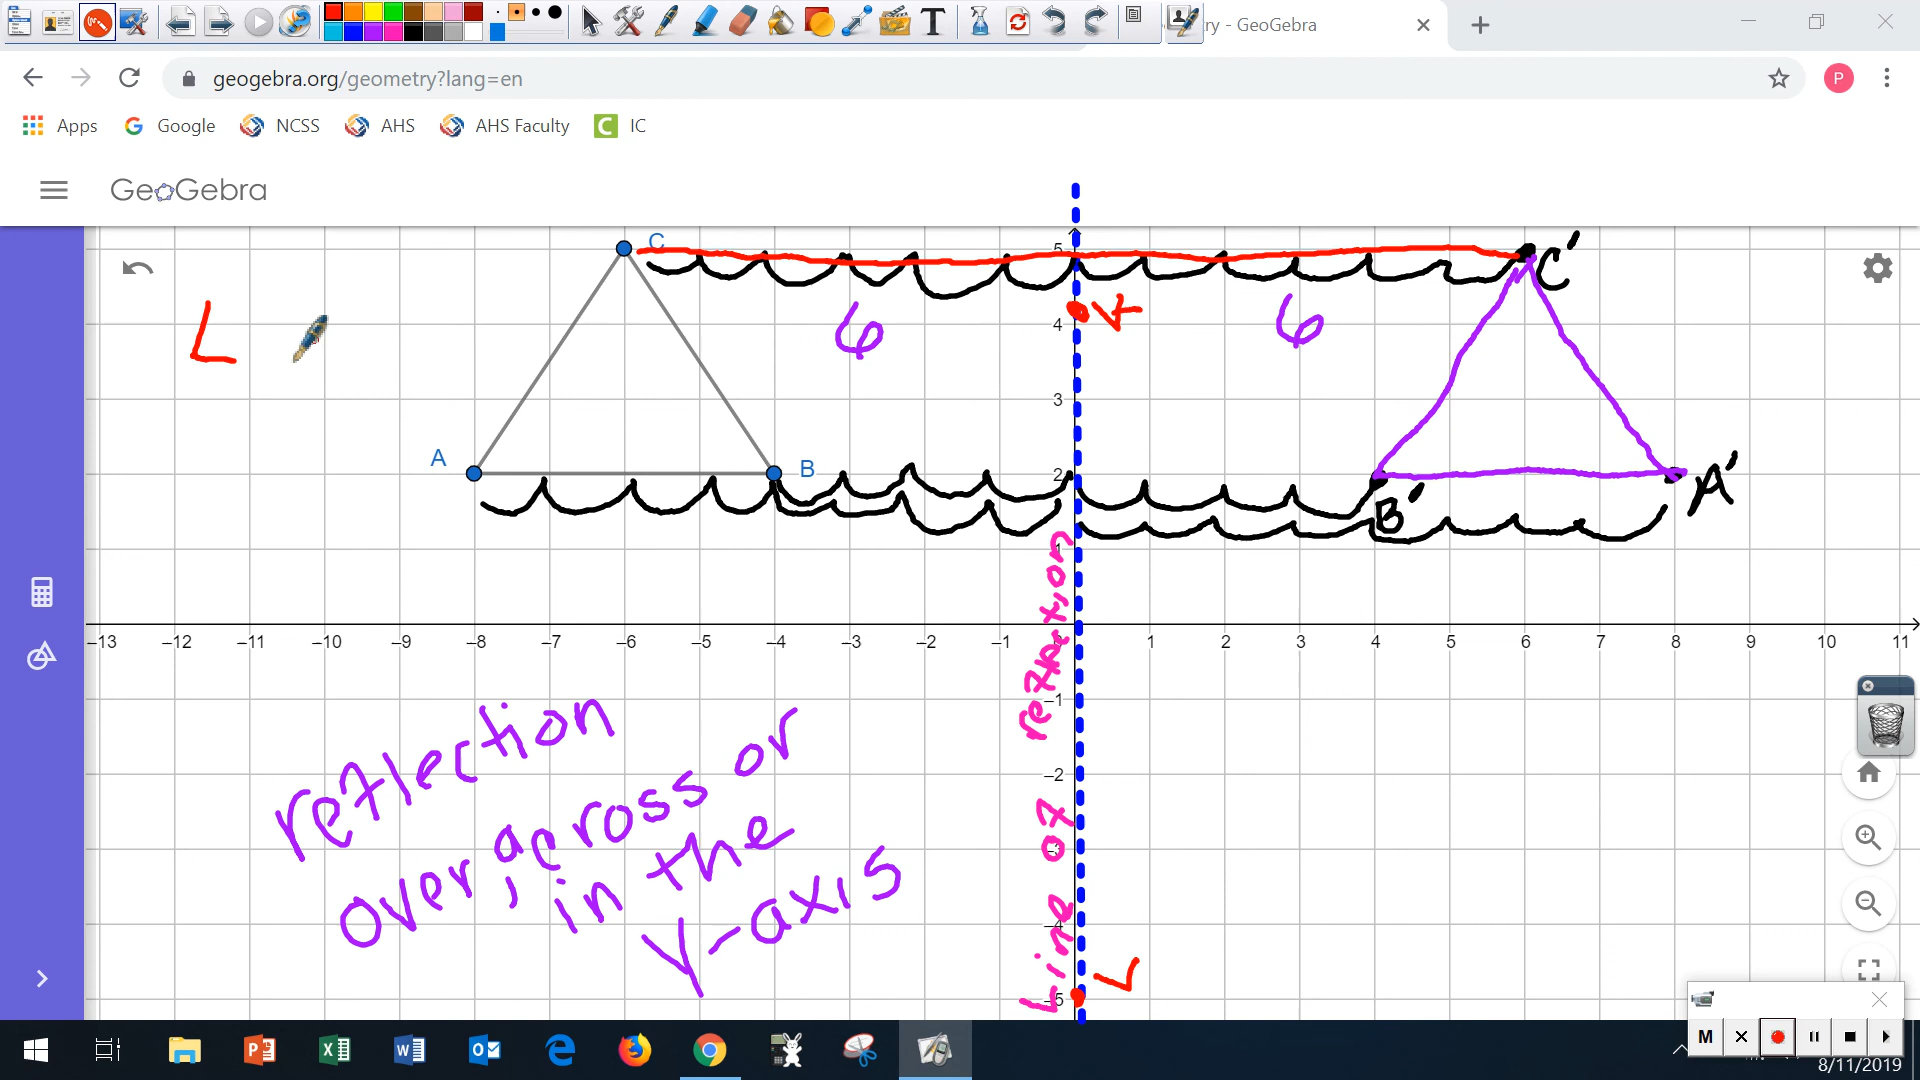 ry - GeoGebra
geogebra.org/geometry?lang=en
P
Apps Google NCSS AHS AHS Faculty IC
GeoGebra
C
5
C'
L
6
4
K
6
3
A
B
2
A'
B'
1
-13 -12 -11 -10 -9 -8 -7 -6 -5 -4 -3 -2 -1 1 2 3 4 5 6 7 8 9 10 11
reflection
over, across or
in the
y-axis
Line of reflection
-1
-2
-3
-4
-5
L
M
8/11/2019